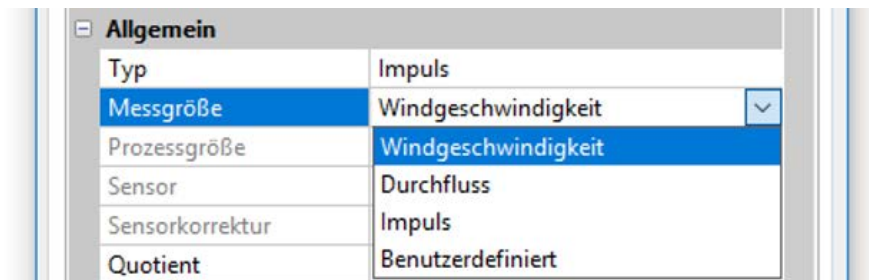 Allgemein
Typ Impuls
Messgröße Windgeschwindigkeit
Prozessgröße Windgeschwindigkeit
Sensor Durchfluss
Sensorkorrektur Impuls
Quotient Benutzerdefiniert